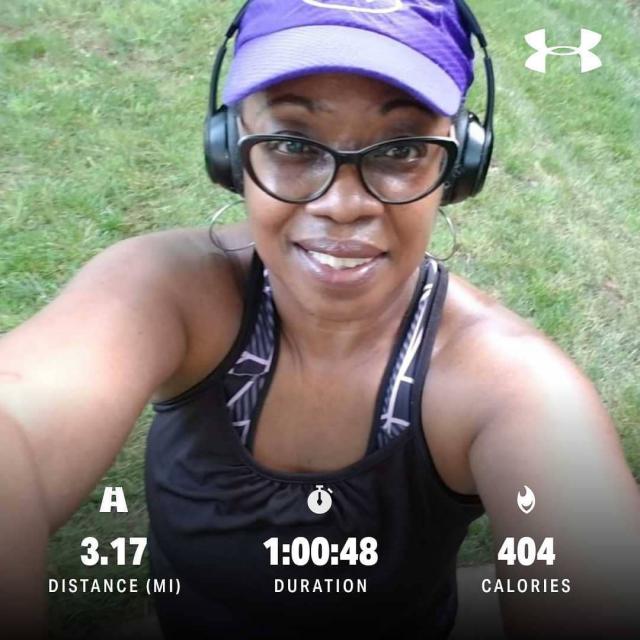 3.17
1:00:48
404
DISTANCE (MI)
DURATION
CALORIES